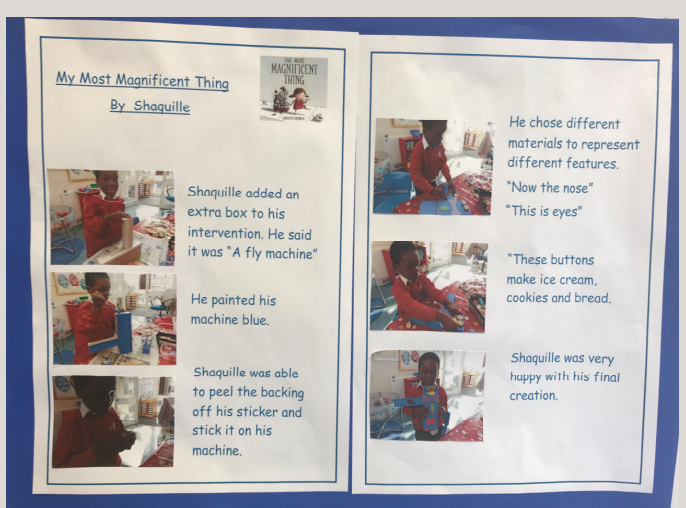 My Most Magnificent Thing
By Shaquille
THE MOST
MAGNIFICENT
THING
Shaquille added an
extra box to his
intervention. He said
it was "A fly machine"
He painted his
machine blue.
Shaquille was able
to peel the backing
off his sticker and
stick it on his
machine.
He chose different
materials to represent
different features.
"Now the nose"
"This is eyes"
"These buttons
make ice cream,
cookies and bread.
Shaquille was very
happy with his final
creation.